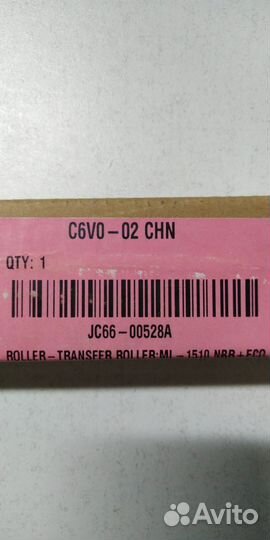 C6V0-02 CHN
QTY: 1
JC66-00528A
ROLLER-TRANSFER ROLLER:ML-1510 NBR+ECO
Avito